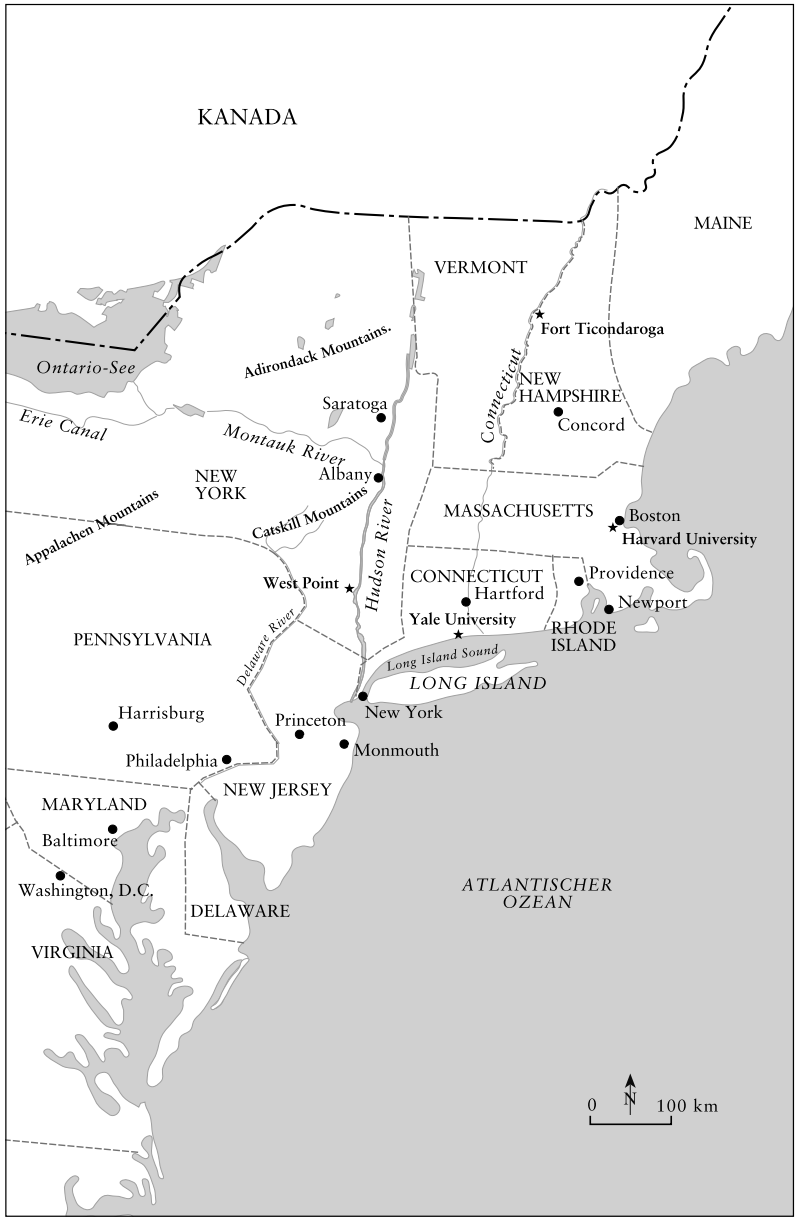 KANADA
MAINE
VERMONT
Fort Ticondaroga
Adirondack Mountains.
Ontario-See
Connecticut
NEW
HAMPSHIRE
Saratoga
Concord
Erie Canal
Montauk River
Albany
NEW
YORK
Catskill Mountains
Appalachen Mountains
Hudson River
MASSACHUSETTS
Boston
Harvard University
West Point
CONNECTICUT
Hartford
Providence
Newport
Yale University
RHODE
ISLAND
PENNSYLVANIA
Delaware River
Long Island Sound
LONG ISLAND
Harrisburg
New York
Princeton
Monmouth
Philadelphia
NEW JERSEY
MARYLAND
Baltimore
Washington, D.C.
DELAWARE
ATLANTISCHER
OZEAN
VIRGINIA
N
0 100 km